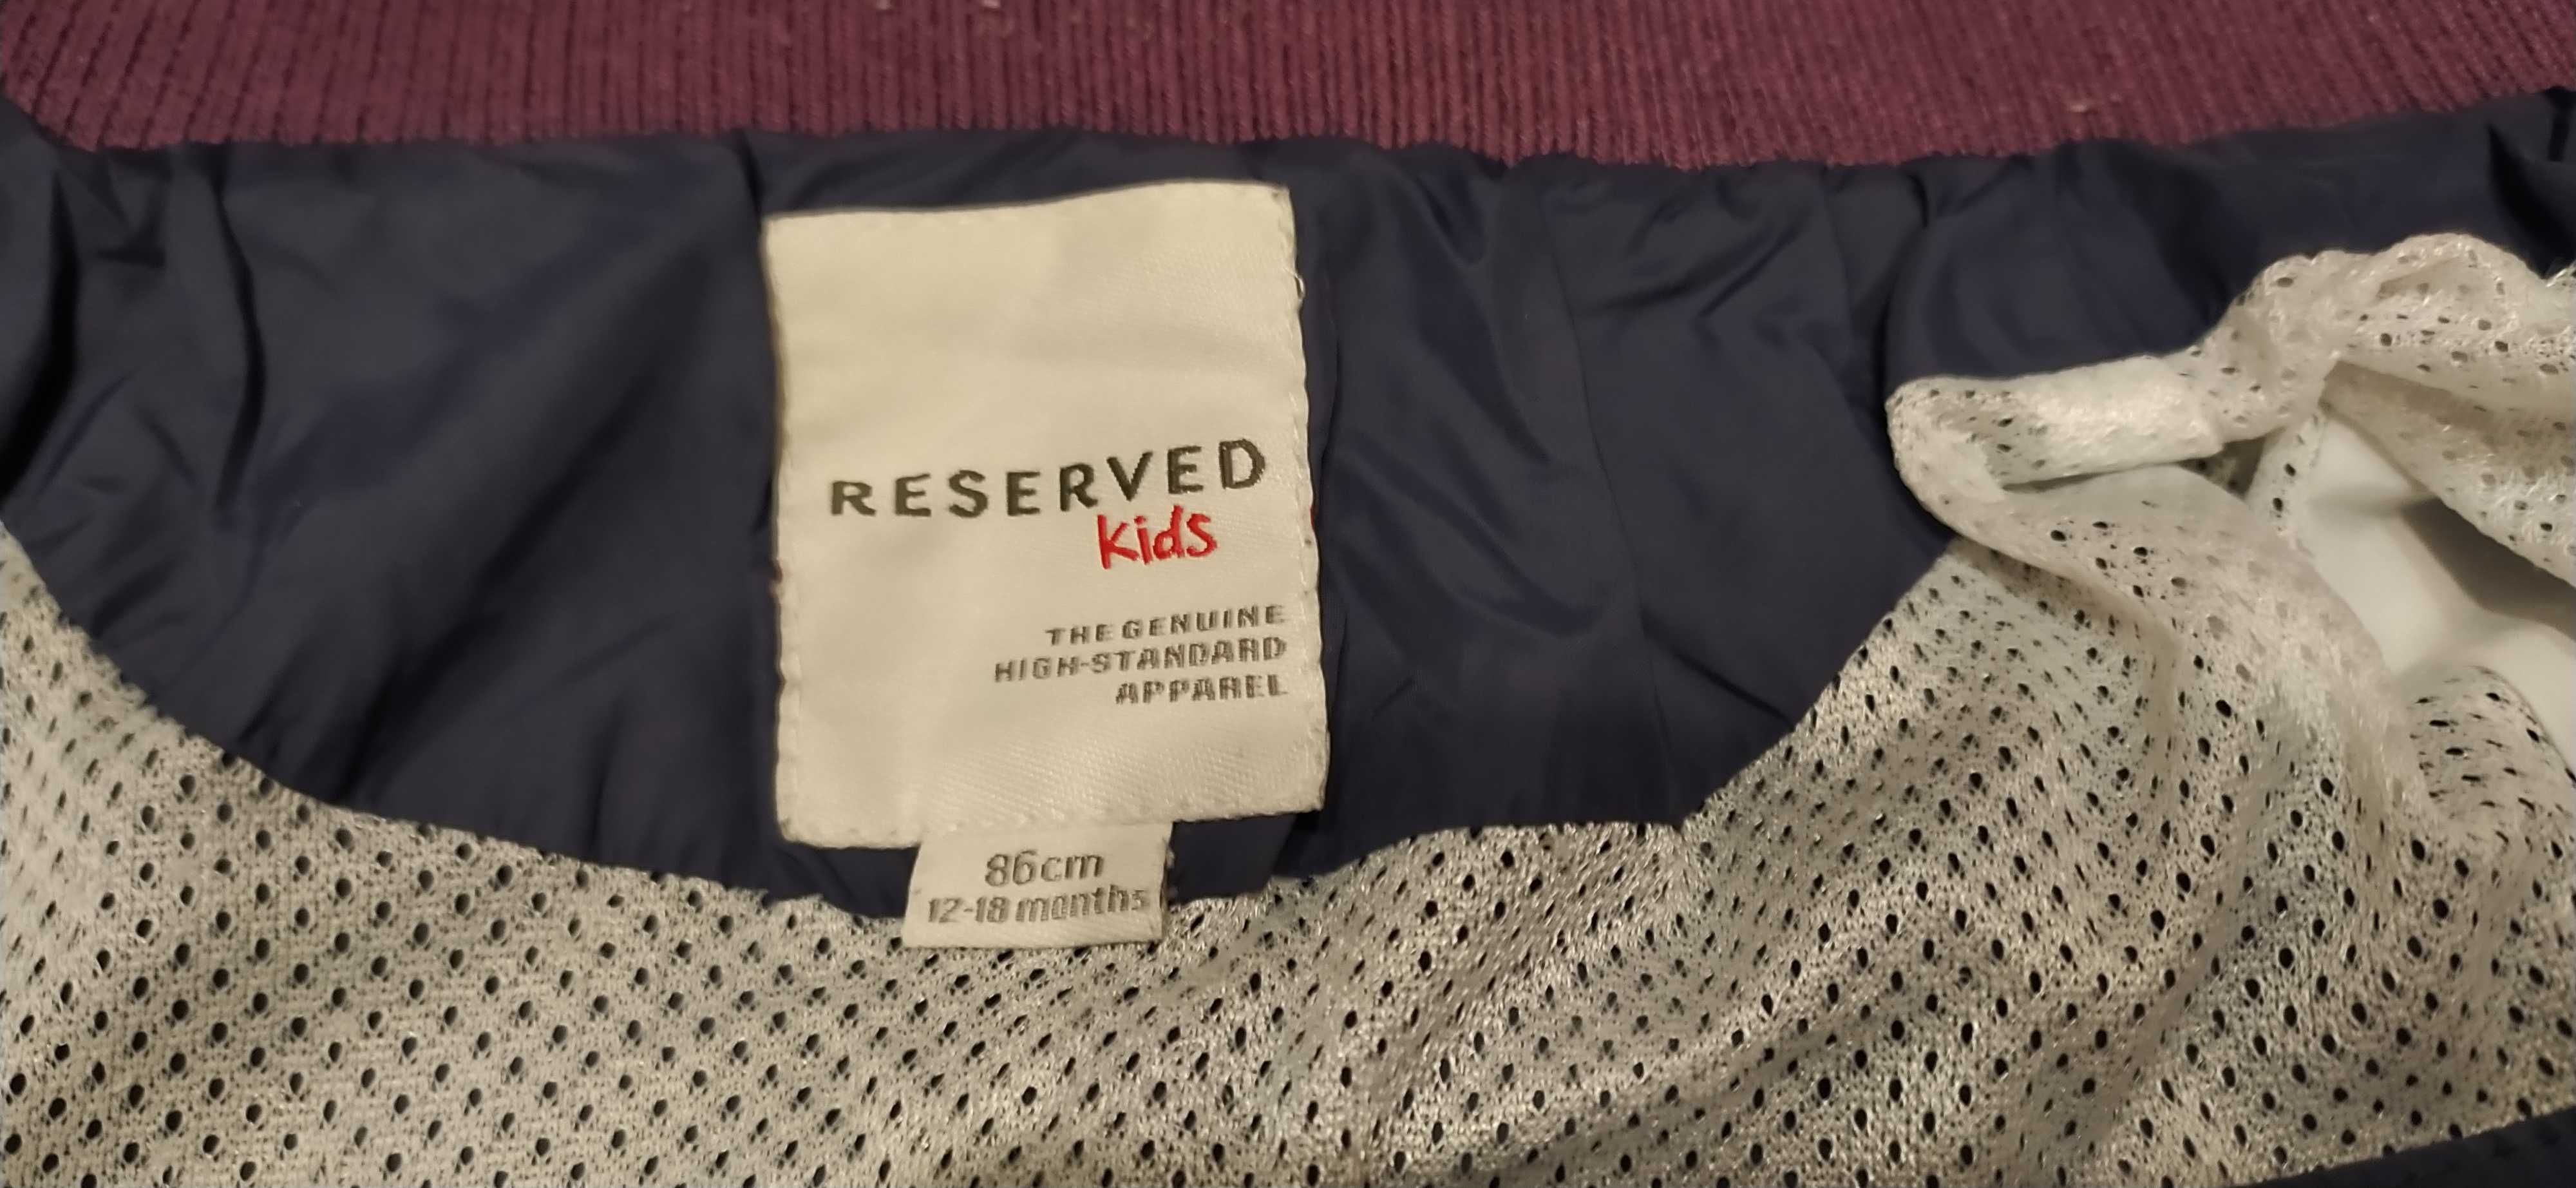 RESERVED
kids
THE GENUINE
HIGH-STANDARD
APPAREL
86cm
12-18 months